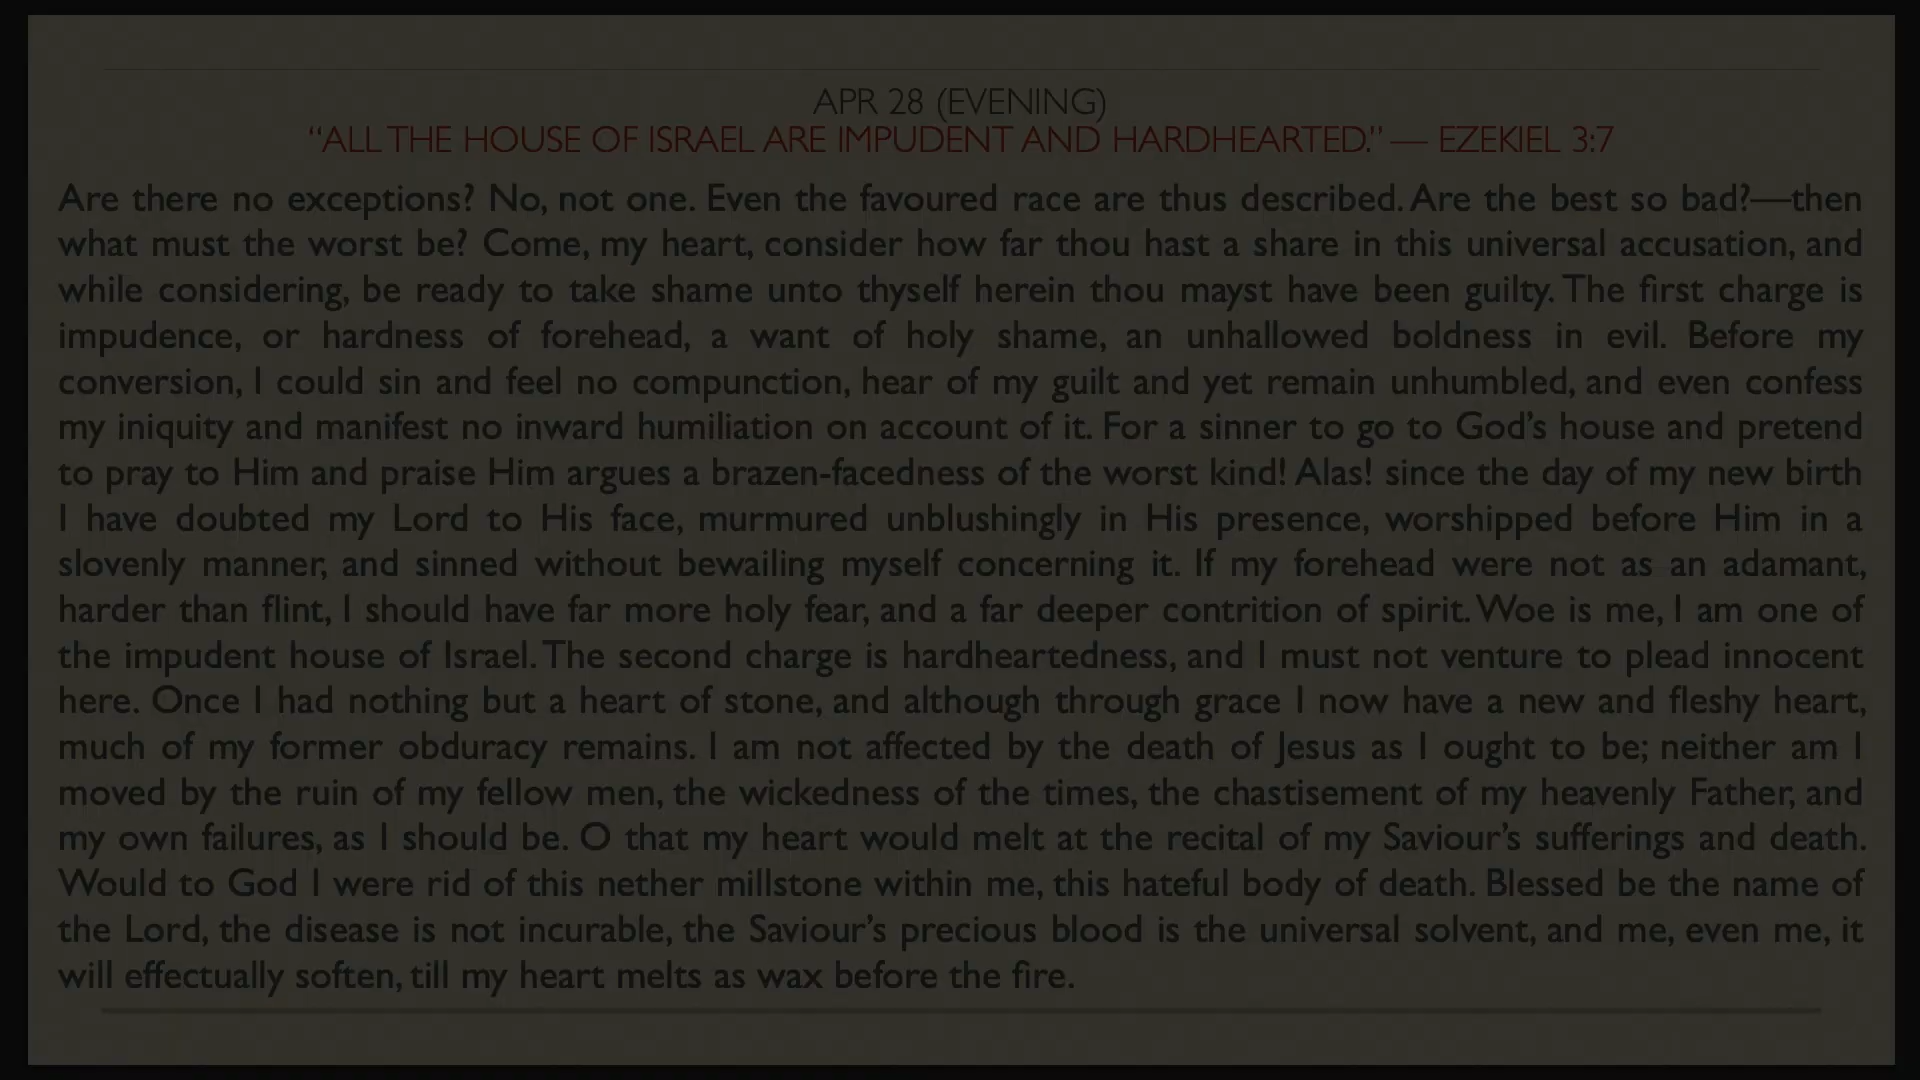 APR 28 (EVENING)
“ALL THE HOUSE OF ISRAEL ARE IMPUDENT AND HARDHEARTED.” — EZEKIEL 3:7
Are there no exceptions? No, not one. Even the favoured race are thus described. Are the best so bad?—then
what must the worst be? Come, my heart, consider how far thou hast a share in this universal accusation, and
while considering, be ready to take shame unto thyself herein thou mayst have been guilty. The first charge is
impudence, or hardness of forehead, a want of holy shame, an unhallowed boldness in evil. Before my
conversion, I could sin and feel no compunction, hear of my guilt and yet remain unhumbled, and even confess
my iniquity and manifest no inward humiliation on account of it. For a sinner to go to God’s house and pretend
to pray to Him and praise Him argues a brazen-facedness of the worst kind! Alas! since the day of my new birth
I have doubted my Lord to His face, murmured unblushingly in His presence, worshipped before Him in a
slovenly manner, and sinned without bewailing myself concerning it. If my forehead were not as an adamant,
harder than flint, I should have far more holy fear, and a far deeper contrition of spirit. Woe is me, I am one of
the impudent house of Israel. The second charge is hardheartedness, and I must not venture to plead innocent
here. Once I had nothing but a heart of stone, and although through grace I now have a new and fleshy heart,
much of my former obduracy remains. I am not affected by the death of Jesus as I ought to be; neither am I
moved by the ruin of my fellow men, the wickedness of the times, the chastisement of my heavenly Father, and
my own failures, as I should be. O that my heart would melt at the recital of my Saviour’s sufferings and death.
Would to God I were rid of this nether millstone within me, this hateful body of death. Blessed be the name of
the Lord, the disease is not incurable, the Saviour’s precious blood is the universal solvent, and me, even me, it
will effectually soften, till my heart melts as wax before the fire.